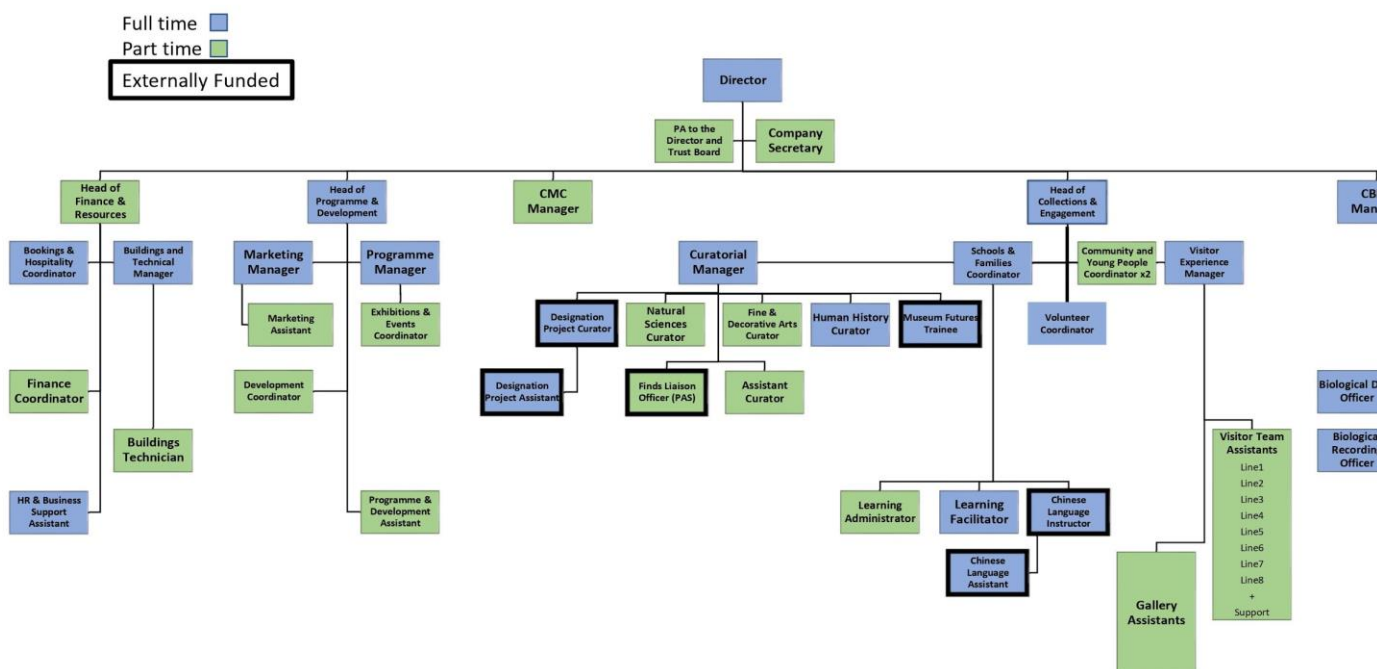 Full time
Part time
Externally Funded
Director
PA to the
Director and
Trust Board
Company
Secretary
Head of
Finance &
Resources
Head of
Programme &
Development
CMC
Manager
Head of
Collections &
Engagement
Bookings &
Hospitality
Coordinator
Buildings and
Technical
Manager
Marketing
Manager
Programme
Manager
Curatorial
Manager
Schools &
Families
Coordinator
Community and
Young People
Coordinator x2
Visitor
Experience
Manager
Marketing
Assistant
Exhibitions &
Events
Coordinator
Designation
Project Curator
Natural
Sciences
Curator
Fine &
Decorative Arts
Curator
Human History
Curator
Museum Futures
Trainee
Volunteer
Coordinator
Finance
Coordinator
Development
Coordinator
Designation
Project Assistant
Finds Liaison
Officer (PAS)
Assistant
Curator
Biological
Officer
Buildings
Technician
Visitor Team
Assistants
Line1
Line2
Line3
Line4
Line5
Line6
Line7
Line8
+
Support
Biological
Recording
Officer
HR & Business
Support
Assistant
Programme &
Development
Assistant
Learning
Administrator
Learning
Facilitator
Chinese
Language
Instructor
Chinese
Language
Assistant
Gallery
Assistants